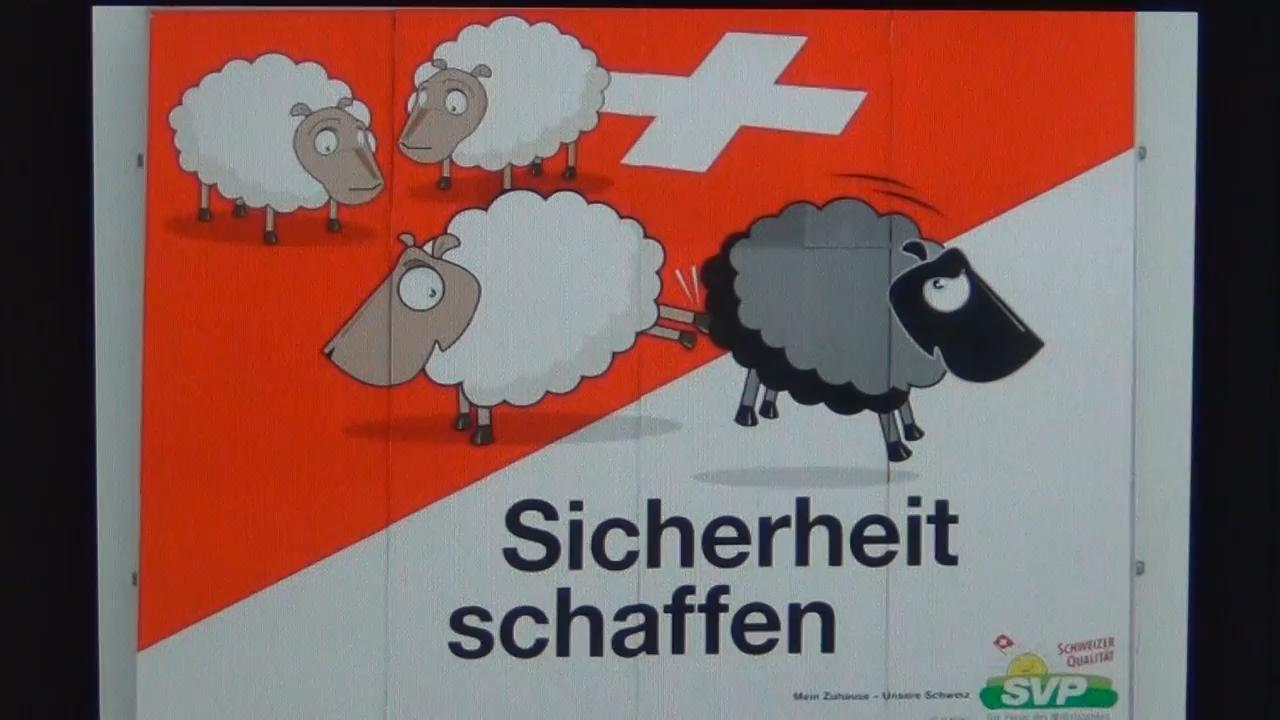 Sicherheit
schaffen
SCHWEIZER
QUALITÄT
Mein Zuhause – Unsere Schweiz
SVP